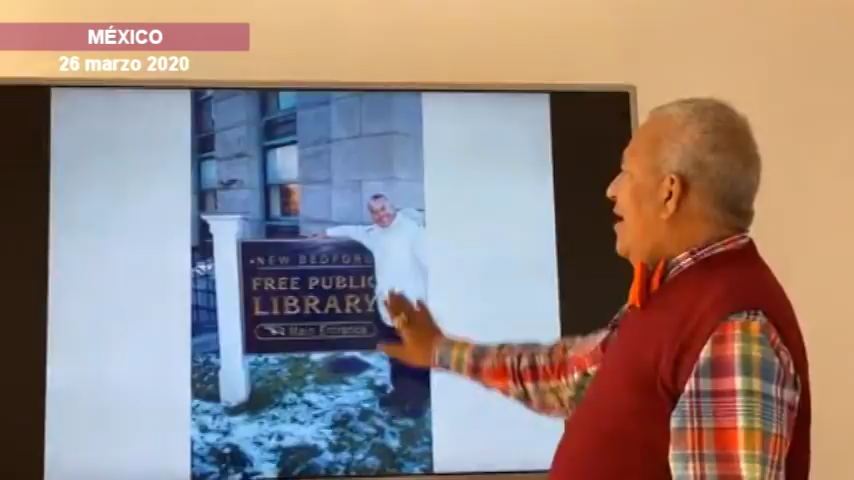 MÉXICO
26 marzo 2020
NEW BEDFORD
FREE PUBLIC
LIBRARY
Main Entrance